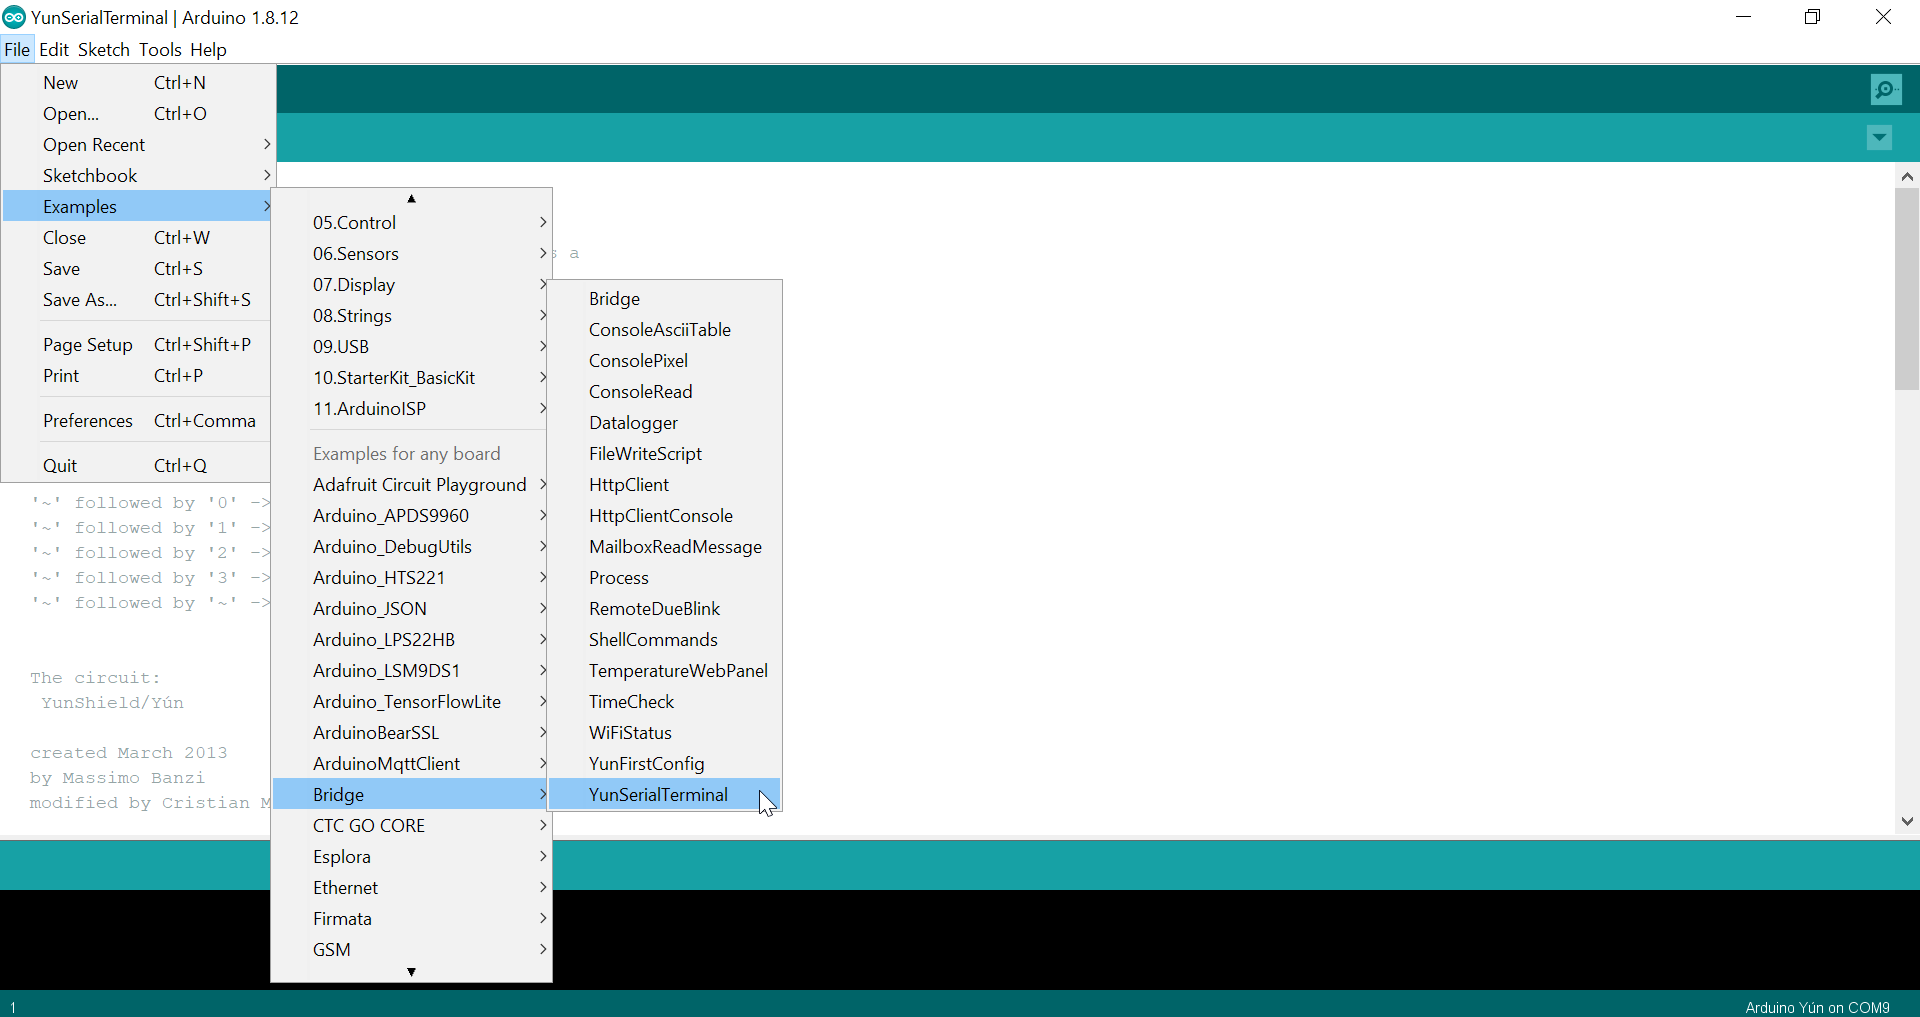 YunSerialTerminal | Arduino 1.8.12
File Edit Sketch Tools Help
New Ctrl+N
Open... Ctrl+O
Open Recent
Sketchbook
Examples
Close Ctrl+W
Save Ctrl+S
Save As... Ctrl+Shift+S
Page Setup Ctrl+Shift+P
Print Ctrl+P
Preferences Ctrl+Comma
Quit Ctrl+Q
05.Control
06.Sensors
07.Display
08.Strings
09.USB
10.StarterKit_BasicKit
11.ArduinoISP
Examples for any board
Adafruit Circuit Playground
Arduino_APDS9960
Arduino_DebugUtils
Arduino_HTS221
Arduino_JSON
Arduino_LPS22HB
Arduino_LSM9DS1
Arduino_TensorFlowLite
ArduinoBearSSL
ArduinoMqttClient
Bridge
CTC GO CORE
Esplora
Ethernet
Firmata
GSM
Bridge
ConsoleAsciiTable
ConsolePixel
ConsoleRead
Datalogger
FileWriteScript
HttpClient
HttpClientConsole
MailboxReadMessage
Process
RemoteDueBlink
ShellCommands
TemperatureWebPanel
TimeCheck
WiFiStatus
YunFirstConfig
YunSerialTerminal
a
'~' followed by '0' ->
'~' followed by '1' ->
'~' followed by '2' ->
'~' followed by '3' ->
'~' followed by '~' ->
The circuit:
YunShield/Yún
created March 2013
by Massimo Banzi
modified by Cristian M
1
Arduino Yún on COM9